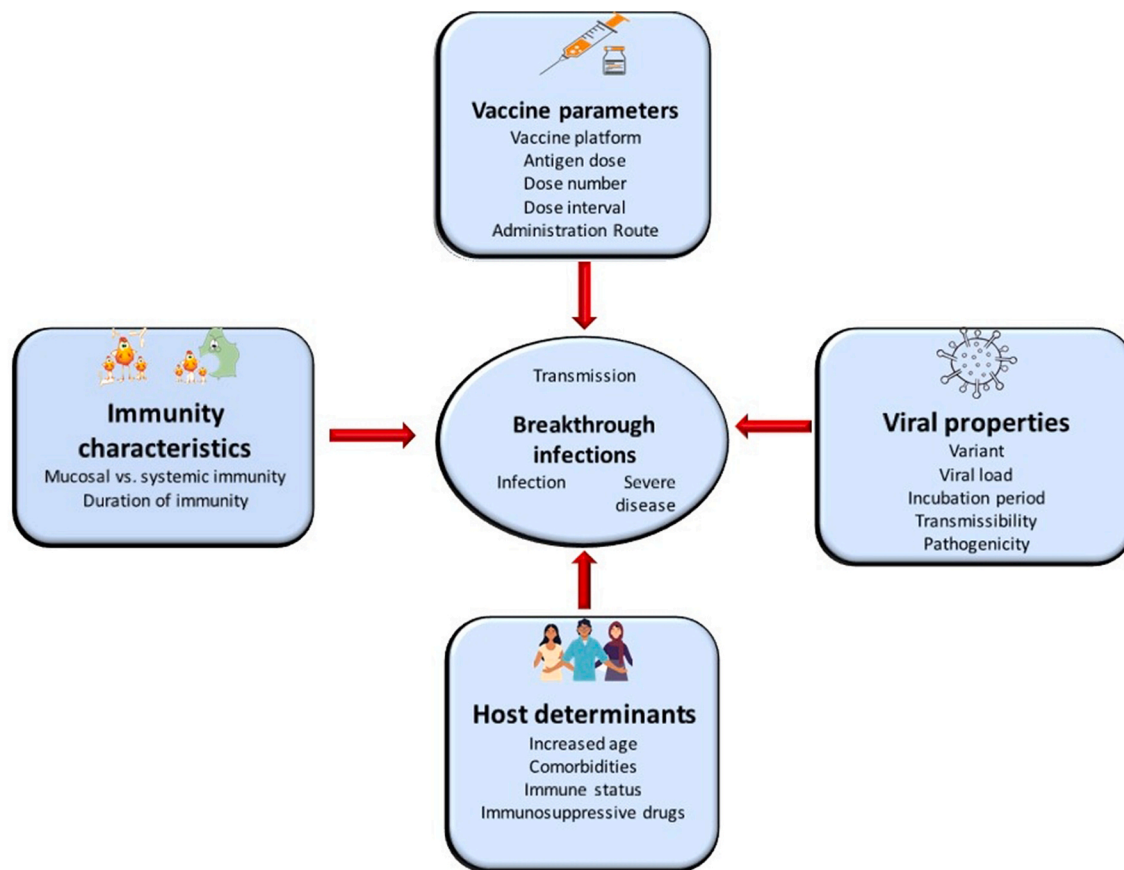 Vaccine parameters
Vaccine platform
Antigen dose
Dose number
Dose interval
Administration Route
Immunity
characteristics
Mucosal vs. systemic immunity
Duration of immunity
Transmission
Breakthrough
infections
Infection
Severe
disease
Viral properties
Variant
Viral load
Incubation period
Transmissibility
Pathogenicity
Host determinants
Increased age
Comorbidities
Immune status
Immunosuppressive drugs